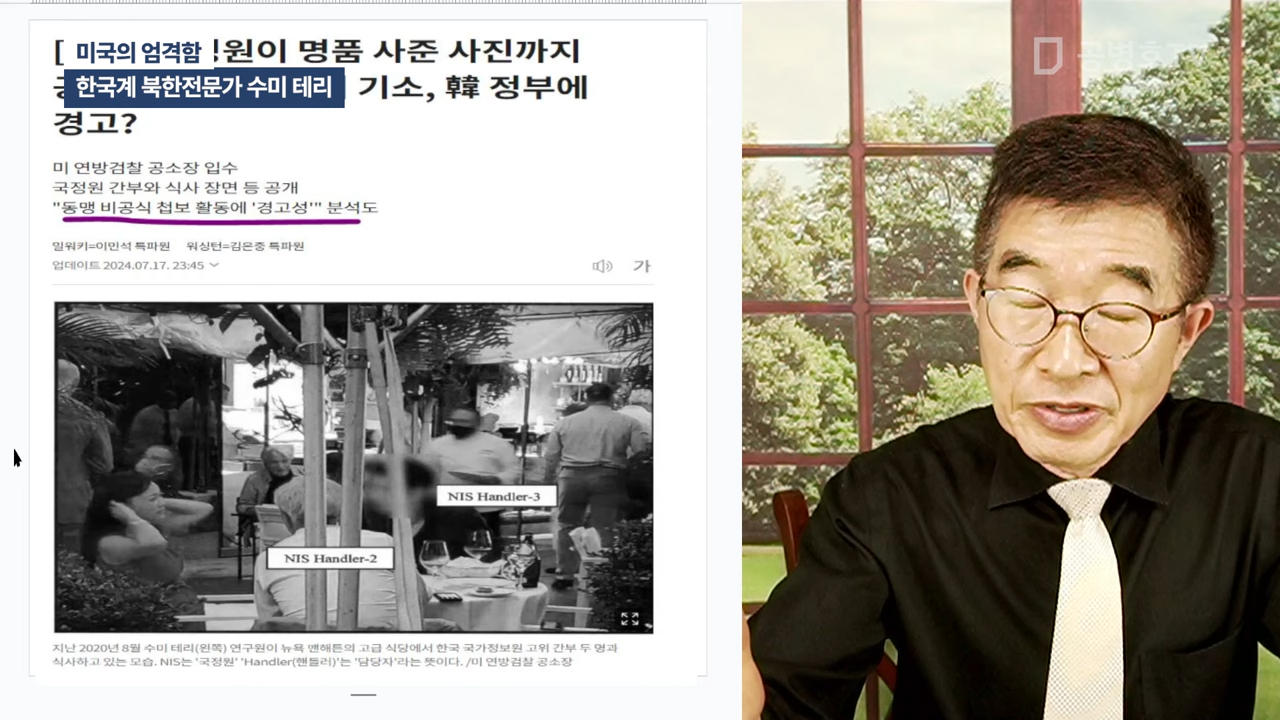 미국의 엄격함
한국계 북한전문가 수미 테리
[
원이 명품 사준 사진까지
기소, 韓 정부에
경고?
미 연방검찰 공소장 입수
국정원 간부와 식사 장면 등 공개
"동맹 비공식 첩보 활동에 '경고성'" 분석도
밀워키=이민석 특파원 워싱턴=김은중 특파원
업데이트 2024.07.17. 23:45
가
NIS Handler-3
NIS Handler-2
지난 2020년 8월 수미 테리(왼쪽) 연구원이 뉴욕 맨해튼의 고급 식당에서 한국 국가정보원 고위 간부 두 명과
식사하고 있는 모습. NIS는 '국정원' 'Handler(핸들러)'는 '담당자'라는 뜻이다. /미 연방검찰 공소장